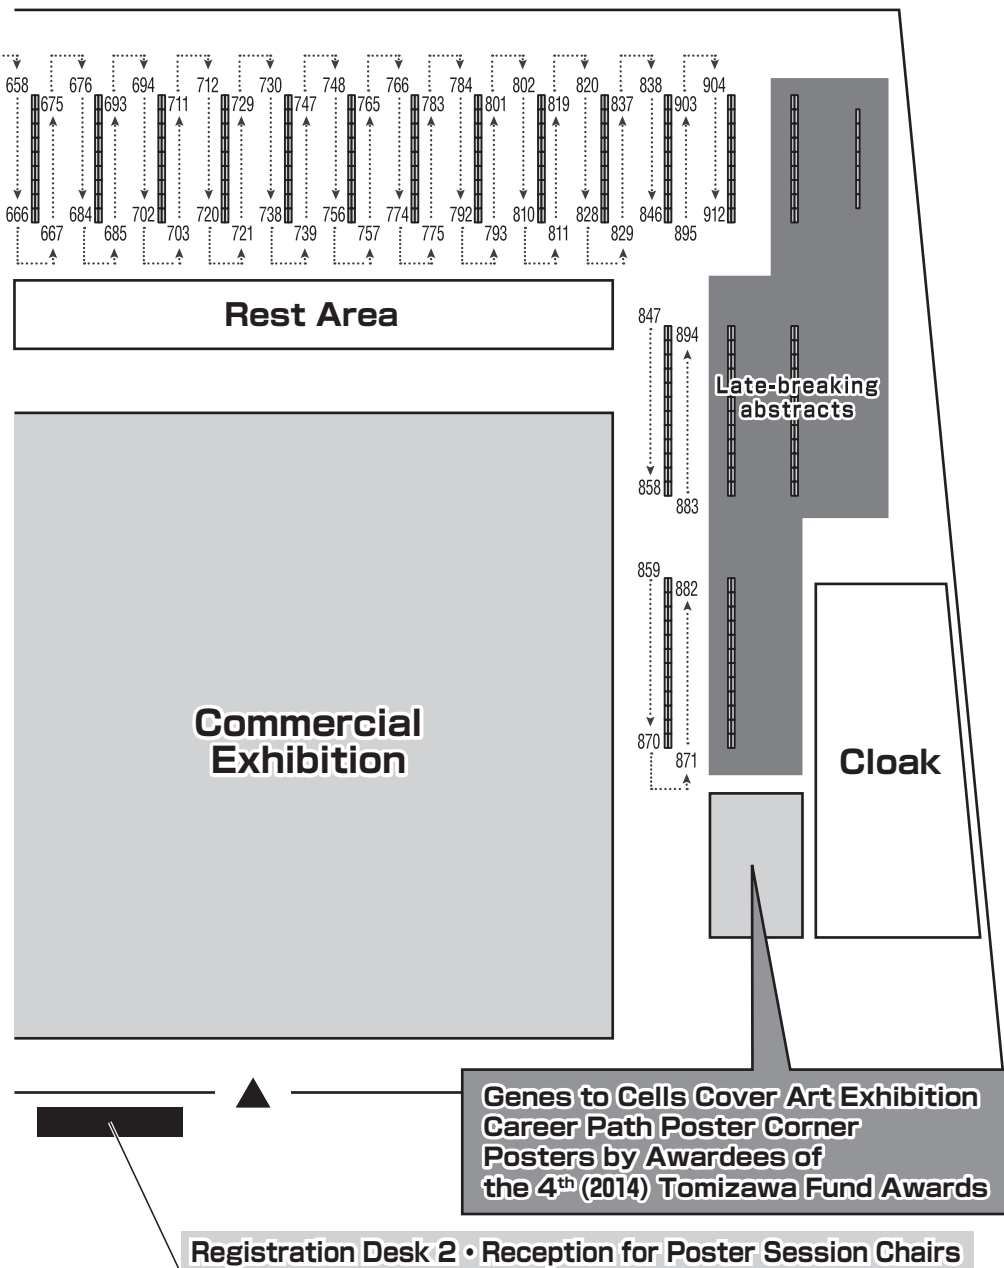 658 676 694 712 730 748 766 784 802 820 838 904
675 693 711 729 747 765 783 801 819 837 903
666 684 702 720 738 756 774 792 810 828 846 912
667 685 703 721 739 757 775 793 811 829 895
Rest Area
847
894
Late-breaking
abstracts
858
883
859
882
Commercial
Exhibition
870
871
Cloak
Genes to Cells Cover Art Exhibition
Career Path Poster Corner
Posters by Awardees of
the 4th (2014) Tomizawa Fund Awards
Registration Desk 2・Reception for Poster Session Chairs